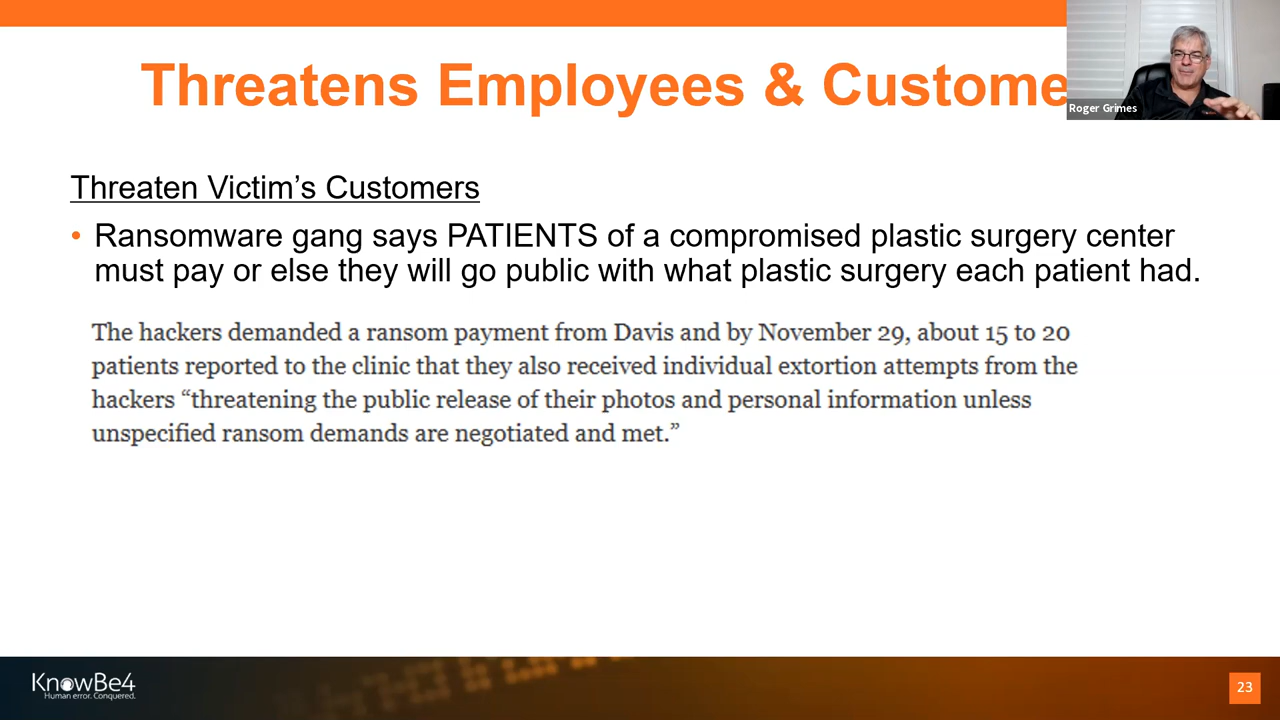 Threatens Employees & Custome
Roger Grimes
Threaten Victim’s Customers
• Ransomware gang says PATIENTS of a compromised plastic surgery center
must pay or else they will go public with what plastic surgery each patient had.
The hackers demanded a ransom payment from Davis and by November 29, about 15 to 20
patients reported to the clinic that they also received individual extortion attempts from the
hackers “threatening the public release of their photos and personal information unless
unspecified ransom demands are negotiated and met.”
KnowBe4
Human error. Conquered.
23